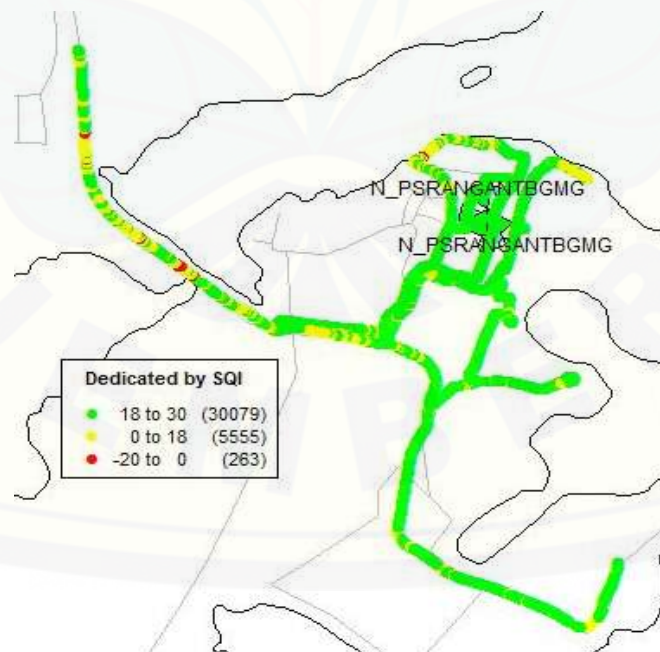 N_PSRANGANTBGMG
N_PSRANGANTBGMG
Dedicated by SQI
18 to 30 (30079)
0 to 18 (5555)
-20 to 0 (263)